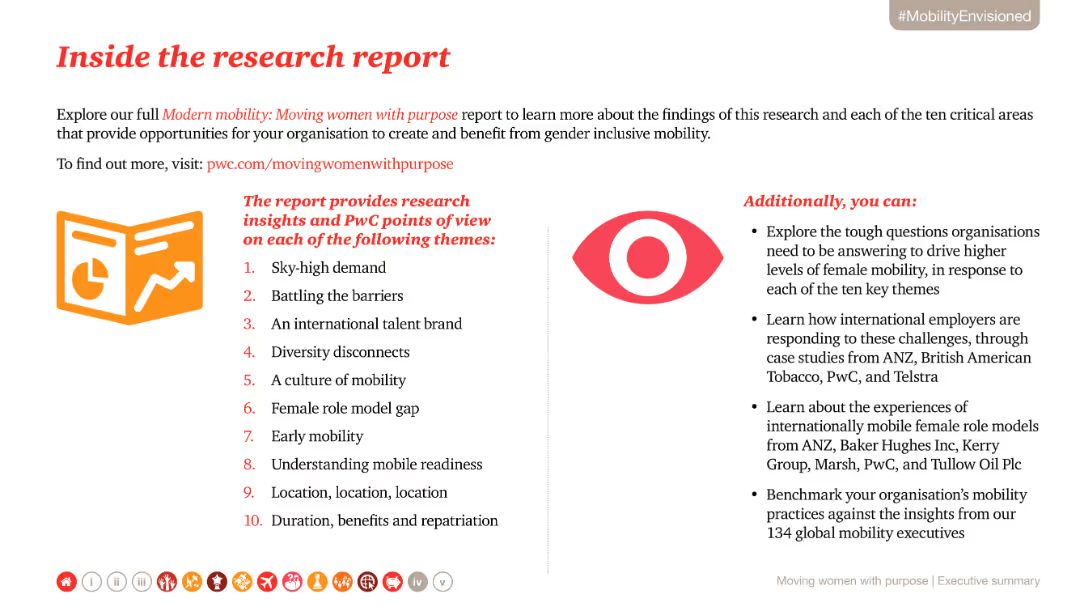 #MobilityEnvisioned
Inside the research report
Explore our full Modern mobility: Moving women with purpose report to learn more about the findings of this research and each of the ten critical areas
that provide opportunities for your organisation to create and benefit from gender inclusive mobility.
To find out more, visit: pwc.com/movingwomenwithpurpose
The report provides research
insights and PwC points of view
on each of the following themes:
1. Sky-high demand
2. Battling the barriers
3. An international talent brand
4. Diversity disconnects
5. A culture of mobility
6. Female role model gap
7. Early mobility
8. Understanding mobile readiness
9. Location, location, location
10. Duration, benefits and repatriation
Additionally, you can:
• Explore the tough questions organisations
need to be answering to drive higher
levels of female mobility, in response to
each of the ten key themes
• Learn how international employers are
responding to these challenges, through
case studies from ANZ, British American
Tobacco, PwC, and Telstra
• Learn about the experiences of
internationally mobile female role models
from ANZ, Baker Hughes Inc, Kerry
Group, Marsh, PwC, and Tullow Oil Plc
• Benchmark your organisation's mobility
practices against the insights from our
134 global mobility executives
i ii iii iv v
Moving women with purpose | Executive summary